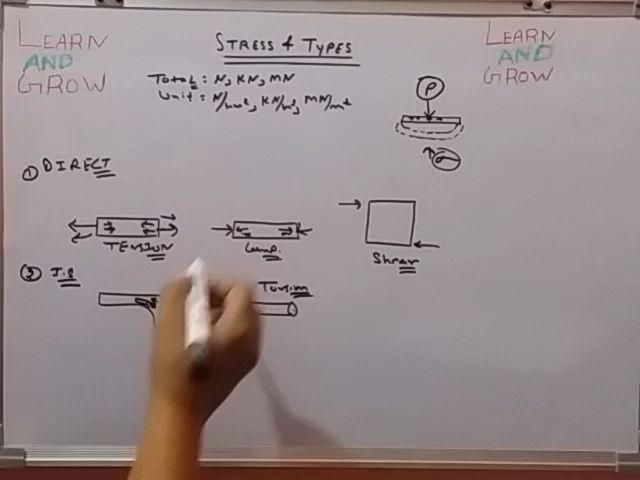 LEARN
AND
GROW
STRESS & TYPES
LEARN
AND
GROW
Total : N, KN, MN
Unit = N/mm², KN/m², MN/m²
P
σ
① DIRECT
TENSION
Comp.
Shear
Torsion